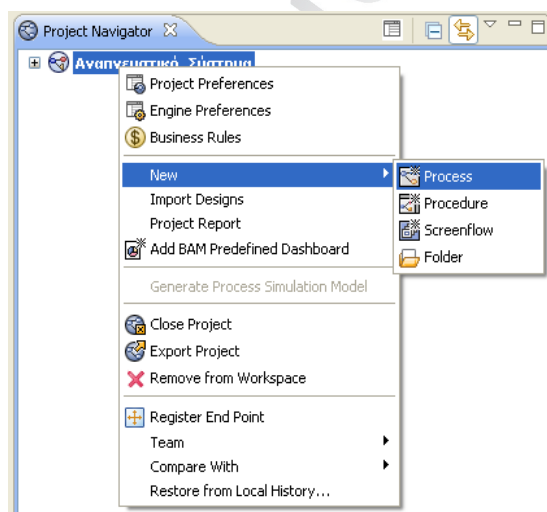 Project Navigator
Αναπνευστικό Σύστημα
Project Preferences
Engine Preferences
Business Rules
New
Process
Import Designs
Procedure
Project Report
Screenflow
Add BAM Predefined Dashboard
Folder
Generate Process Simulation Model
Close Project
Export Project
Remove from Workspace
Register End Point
Team
Compare With
Restore from Local History...